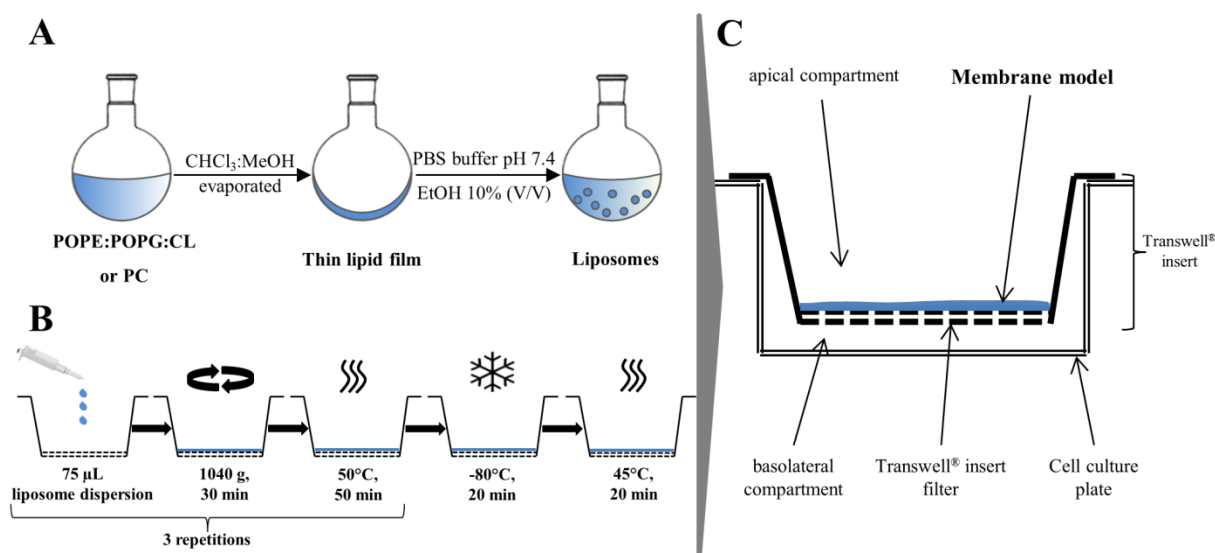 A
CHCl₃:MeOH
evaporated
PBS buffer pH 7.4
EtOH 10% (V/V)
POPE:POPG:CL
or PC
Thin lipid film
Liposomes
B
75 µL
liposome dispersion
1040 g,
30 min
50°C,
50 min
-80°C,
20 min
45°C,
20 min
3 repetitions
C
apical compartment
Membrane model
Transwell®
insert
basolateral
compartment
Transwell® insert
filter
Cell culture
plate